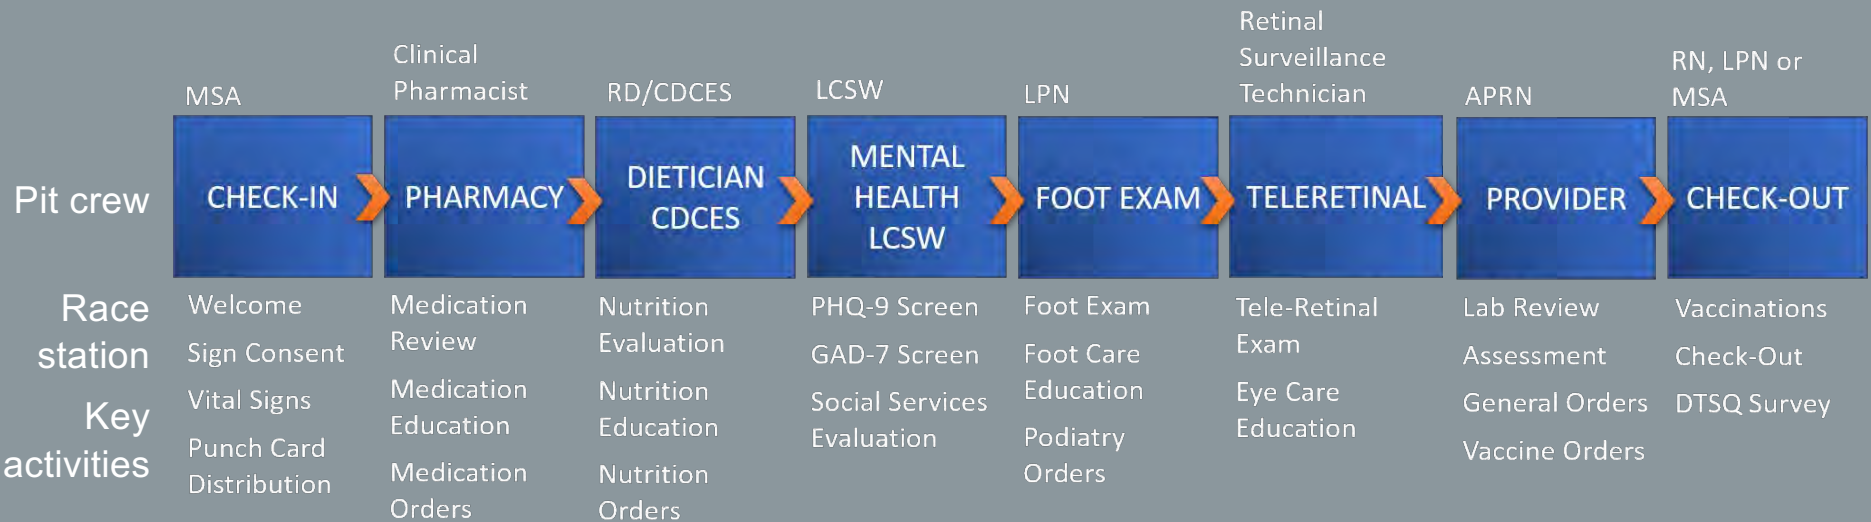 MSA
Clinical
Pharmacist
RD/CDCES
LCSW
LPN
Retinal
Surveillance
Technician
APRN
RN, LPN or
MSA
Pit crew
CHECK-IN
PHARMACY
DIETICIAN
CDCES
MENTAL
HEALTH
LCSW
FOOT EXAM
TELERETINAL
PROVIDER
CHECK-OUT
Race
station
Key
activities
Welcome
Sign Consent
Vital Signs
Punch Card
Distribution
Medication
Review
Medication
Education
Medication
Orders
Nutrition
Evaluation
Nutrition
Education
Nutrition
Orders
PHQ-9 Screen
GAD-7 Screen
Social Services
Evaluation
Foot Exam
Foot Care
Education
Podiatry
Orders
Tele-Retinal
Exam
Eye Care
Education
Lab Review
Assessment
General Orders
Vaccine Orders
Vaccinations
Check-Out
DTSQ Survey